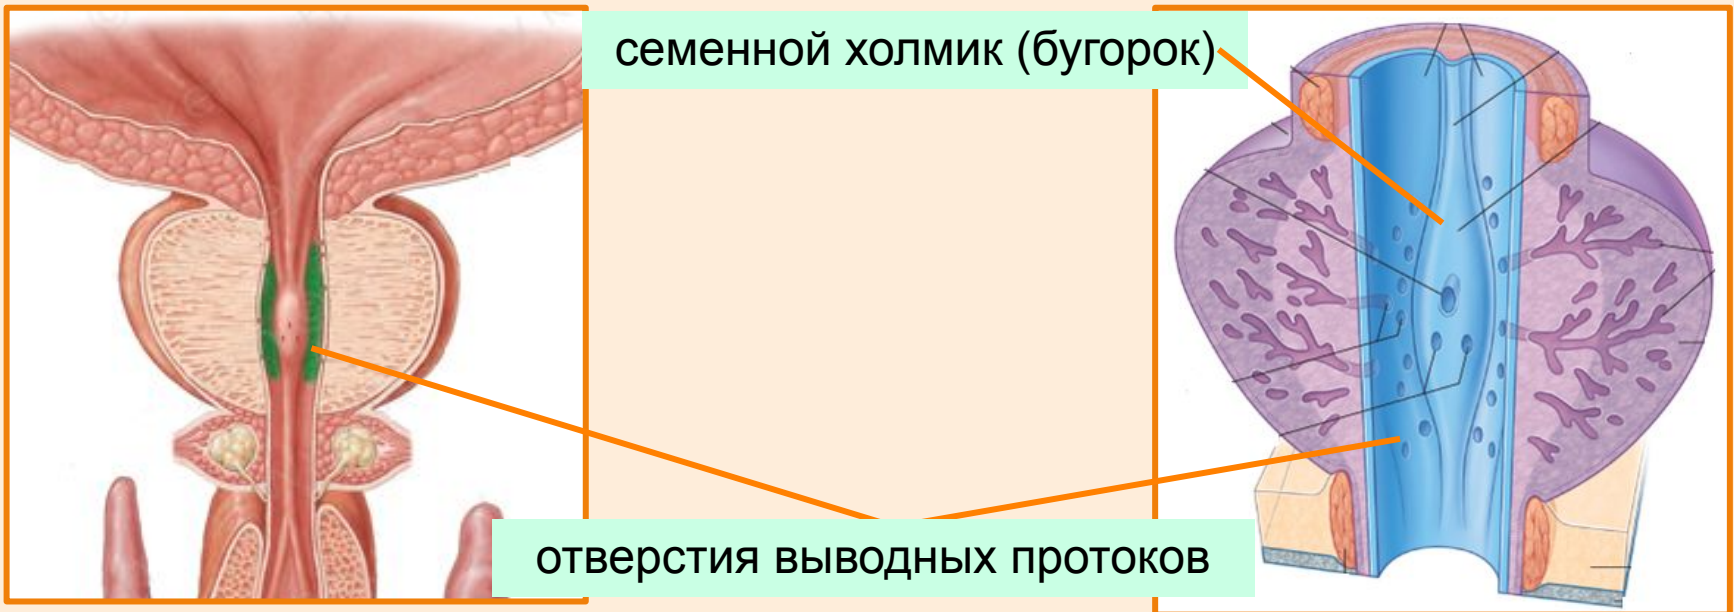 семенной холмик (бугорок)
отверстия выводных протоков